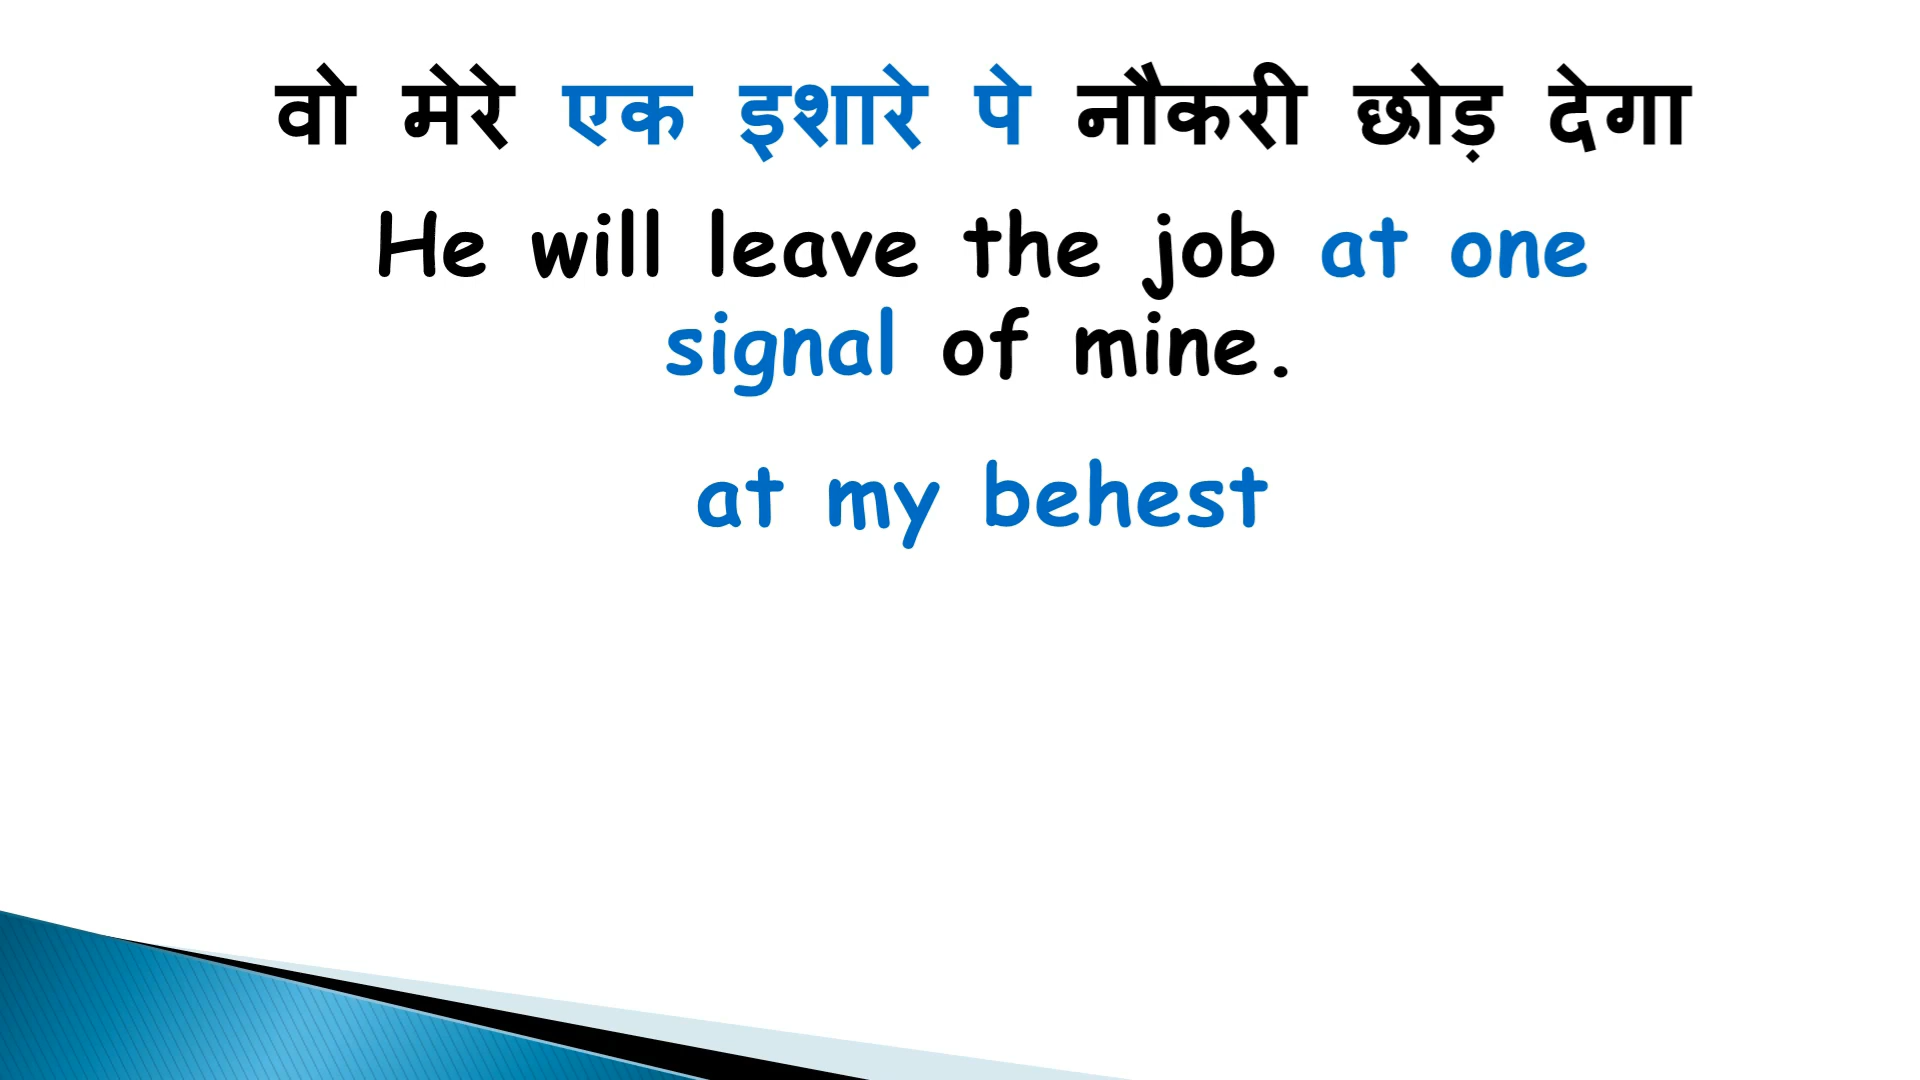 वो मेरे एक इशारे पे नौकरी छोड़ देगा
He will leave the job at one
signal of mine.
at my behest